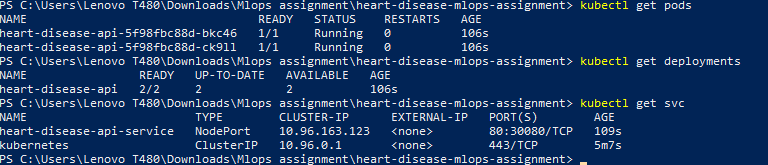 PS C:\Users\Lenovo T480\Downloads\Mlops assignment\heart-disease-mlops-assignment> kubectl get pods
NAME READY STATUS RESTARTS AGE
heart-disease-api-5f98fbc88d-bkc46 1/1 Running 0 106s
heart-disease-api-5f98fbc88d-ck9ll 1/1 Running 0 106s
PS C:\Users\Lenovo T480\Downloads\Mlops assignment\heart-disease-mlops-assignment> kubectl get deployments
NAME READY UP-TO-DATE AVAILABLE AGE
heart-disease-api 2/2 2 2 106s
PS C:\Users\Lenovo T480\Downloads\Mlops assignment\heart-disease-mlops-assignment> kubectl get svc
NAME TYPE CLUSTER-IP EXTERNAL-IP PORT(S) AGE
heart-disease-api-service NodePort 10.96.163.123 <none> 80:30080/TCP 109s
kubernetes ClusterIP 10.96.0.1 <none> 443/TCP 5m7s
PS C:\Users\Lenovo T480\Downloads\Mlops assignment\heart-disease-mlops-assignment>